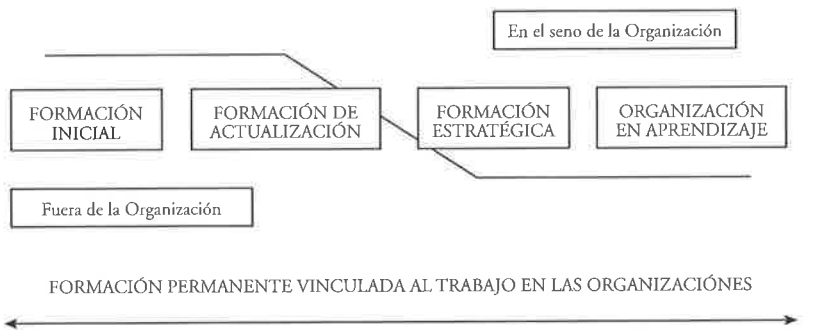 En el seno de la Organización
FORMACIÓN
INICIAL
FORMACIÓN DE
ACTUALIZACIÓN
FORMACIÓN
ESTRATÉGICA
ORGANIZACIÓN
EN APRENDIZAJE
Fuera de la Organización
FORMACIÓN PERMANENTE VINCULADA AL TRABAJO EN LAS ORGANIZACIÓNES